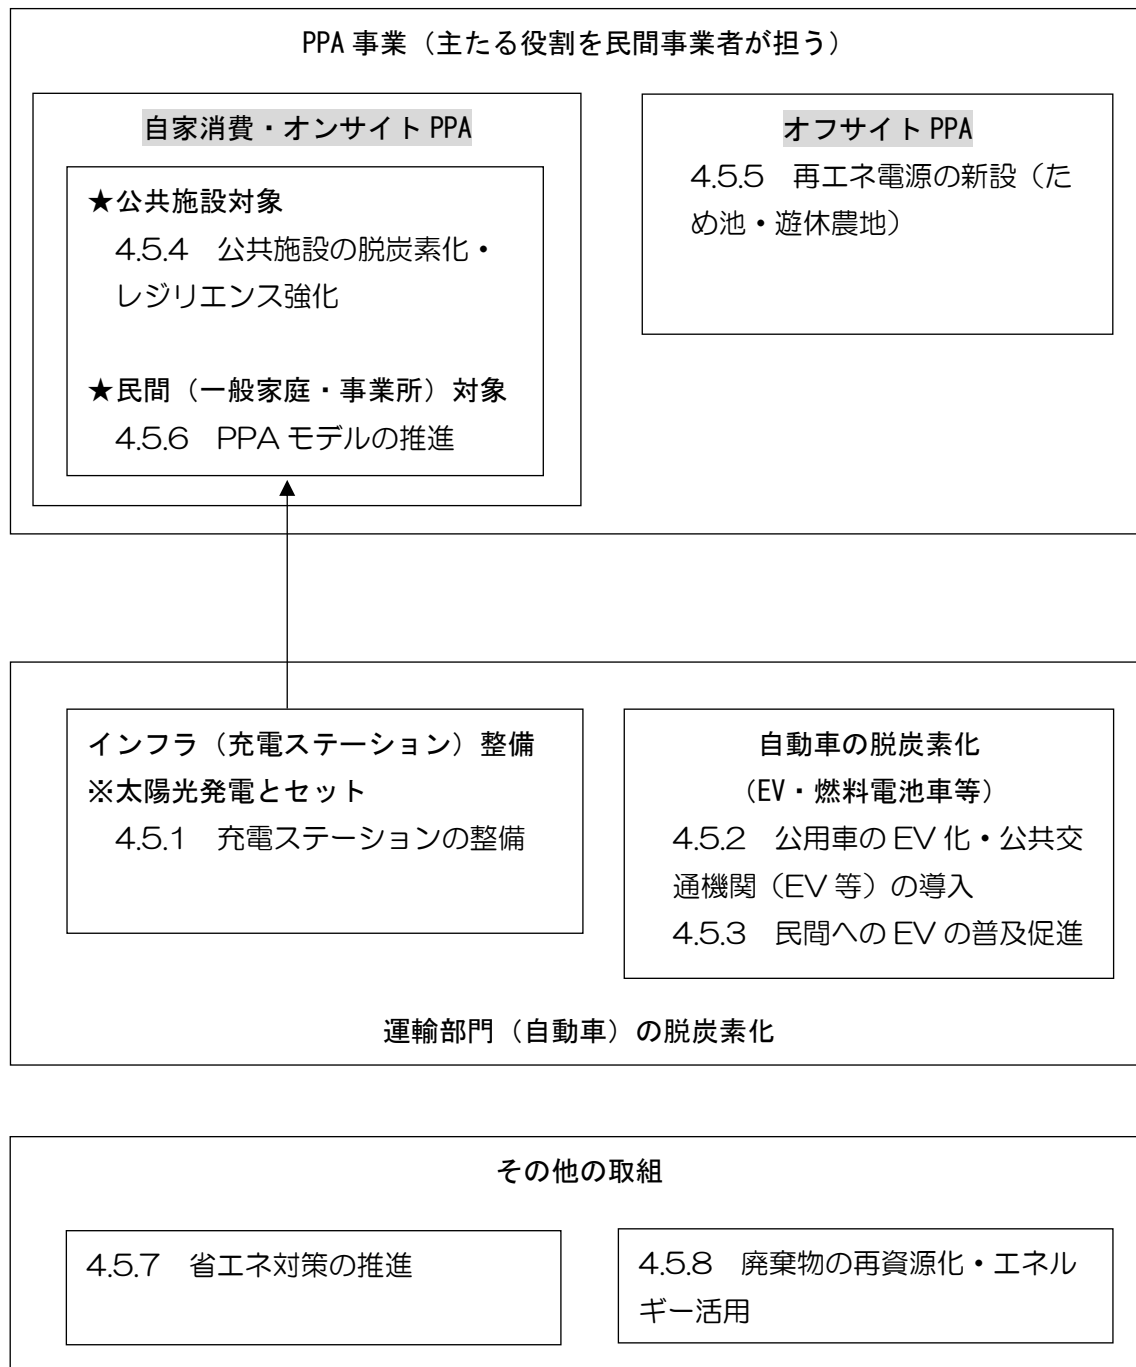 PPA 事業（主たる役割を民間事業者が担う）
自家消費・オンサイト PPA
★公共施設対象
4.5.4　公共施設の脱炭素化・
レジリエンス強化
★民間（一般家庭・事業所）対象
4.5.6　PPA モデルの推進
オフサイト PPA
4.5.5　再エネ電源の新設（た
め池・遊休農地）
インフラ（充電ステーション）整備
※太陽光発電とセット
4.5.1　充電ステーションの整備
自動車の脱炭素化
（EV・燃料電池車等）
4.5.2　公用車の EV 化・公共交
通機関（EV 等）の導入
4.5.3　民間への EV の普及促進
運輸部門（自動車）の脱炭素化
その他の取組
4.5.7　省エネ対策の推進
4.5.8　廃棄物の再資源化・エネル
ギー活用